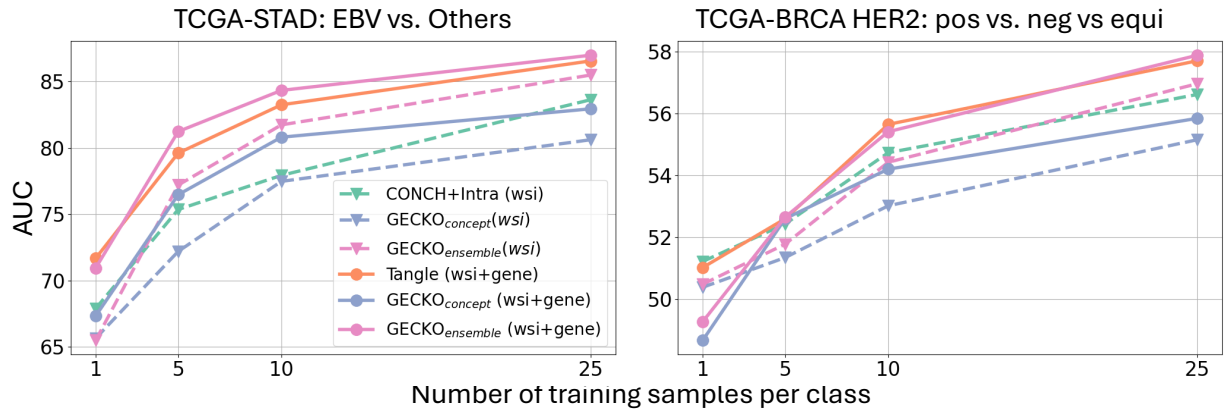 TCGA-STAD: EBV vs. Others
AUC
85
80
75
70
65
1
5
10
25
CONCH+Intra (wsi)
GECKOconcept(wsi)
GECKOensemble(wsi)
Tangle (wsi+gene)
GECKOconcept (wsi+gene)
GECKOensemble (wsi+gene)
TCGA-BRCA HER2: pos vs. neg vs equi
58
56
54
52
50
1
5
10
25
Number of training samples per class